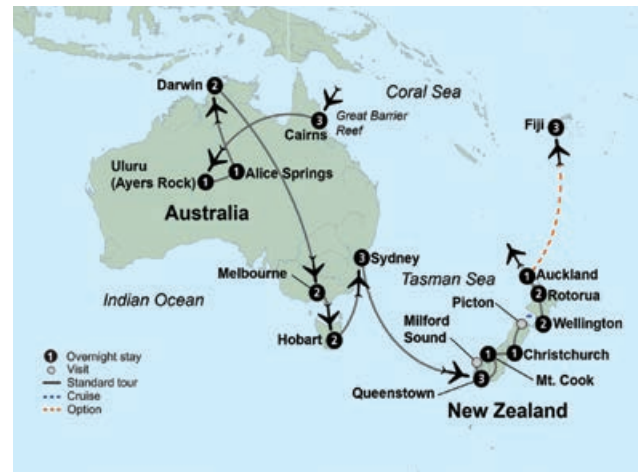 Darwin
2
Coral Sea
3
Cairns
Great Barrier
Reef
Fiji
3
Uluru
(Ayers Rock)
1
1
Alice Springs
Australia
3
Sydney
Melbourne
2
Indian Ocean
Hobart
2
Tasman Sea
1
Auckland
2
Rotorua
Picton
2
Wellington
Milford
Sound
1
1
Christchurch
Mt. Cook
Queenstown
3
New Zealand
1 Overnight stay
Visit
Standard tour
Cruise
Option